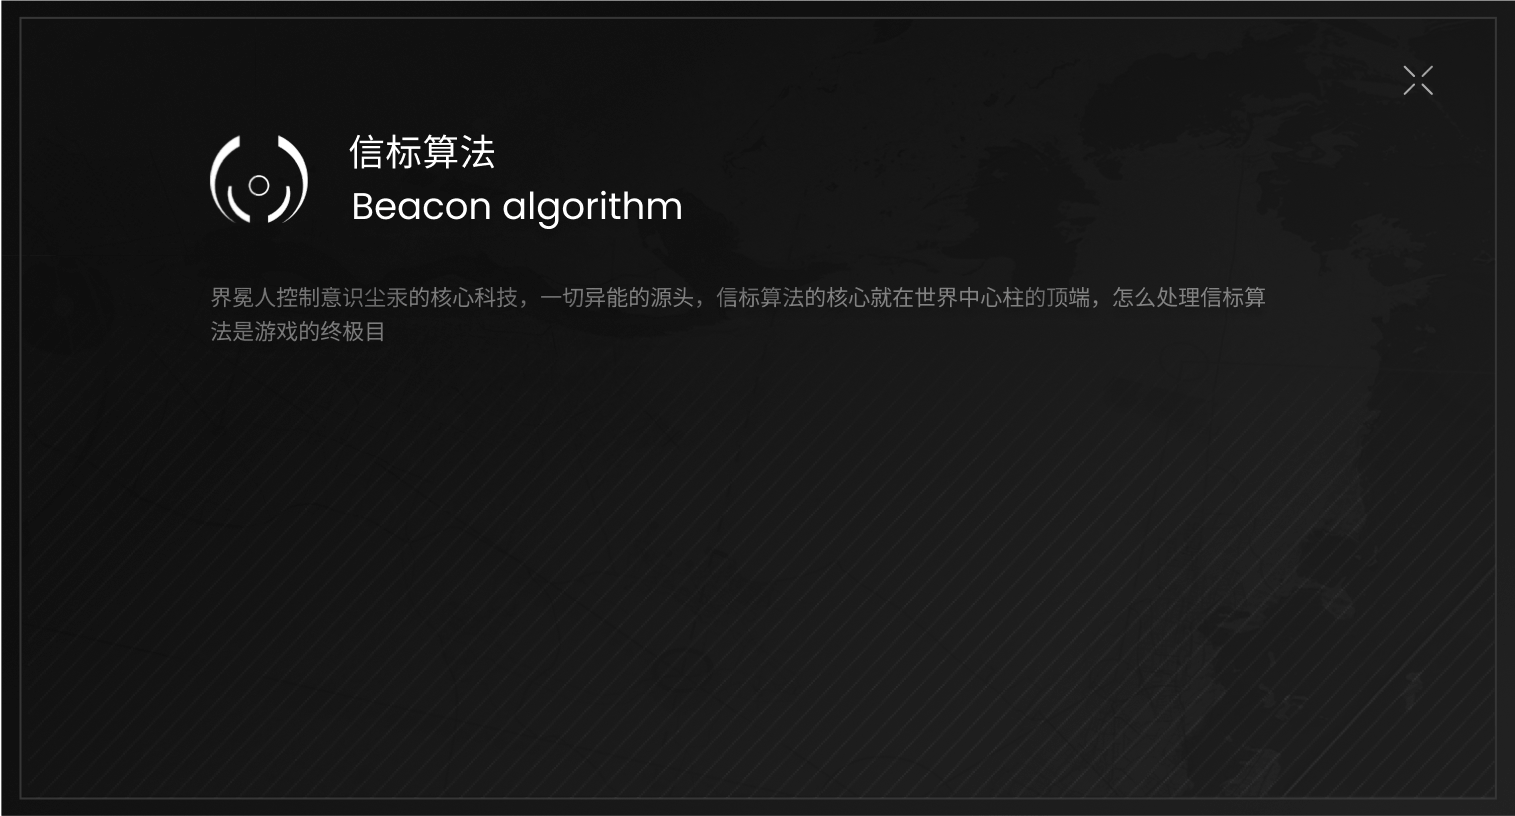 信标算法
Beacon algorithm
界冕人控制意识尘汞的核心科技，一切异能的源头，信标算法的核心就在世界中心柱的顶端，怎么处理信标算
法是游戏的终极目